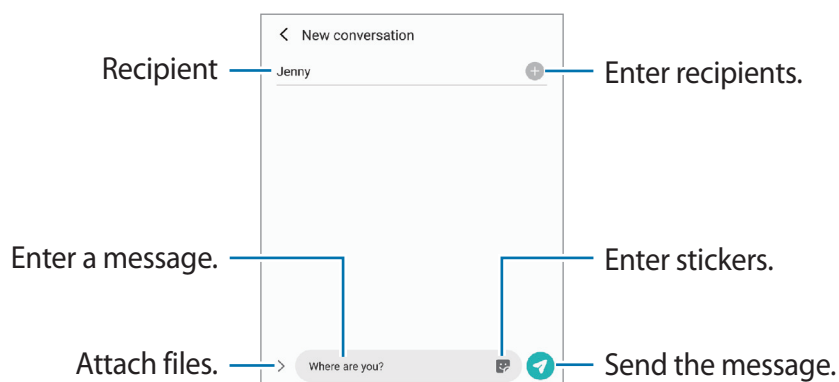 New conversation
Recipient
Jenny
Enter recipients.
Enter a message.
Enter stickers.
Attach files.
Where are you?
Send the message.